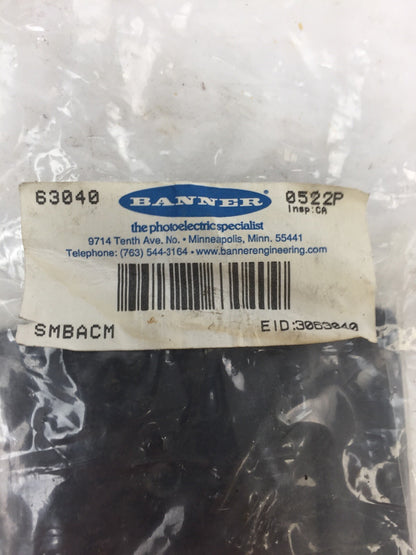 63040 BANNER® 0522P
Insp:CA
the photoelectric specialist
9714 Tenth Ave. No. • Minneapolis, Minn. 55441
Telephone: (763) 544-3164 • www.bannerengineering.com
SMBACM EID:3063040